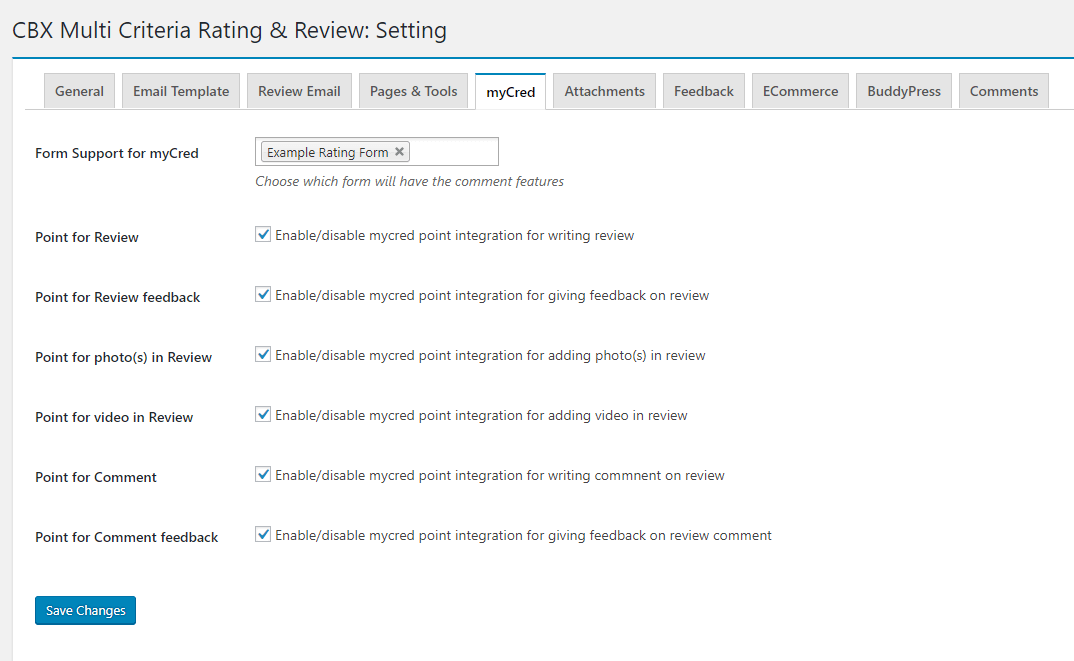 CBX Multi Criteria Rating & Review: Setting
General Email Template Review Email Pages & Tools myCred Attachments Feedback ECommerce BuddyPress Comments
Form Support for myCred Example Rating Form ×
Choose which form will have the comment features
Point for Review Enable/disable mycred point integration for writing review
Point for Review feedback Enable/disable mycred point integration for giving feedback on review
Point for photo(s) in Review Enable/disable mycred point integration for adding photo(s) in review
Point for video in Review Enable/disable mycred point integration for adding video in review
Point for Comment Enable/disable mycred point integration for writing commnent on review
Point for Comment feedback Enable/disable mycred point integration for giving feedback on review comment
Save Changes